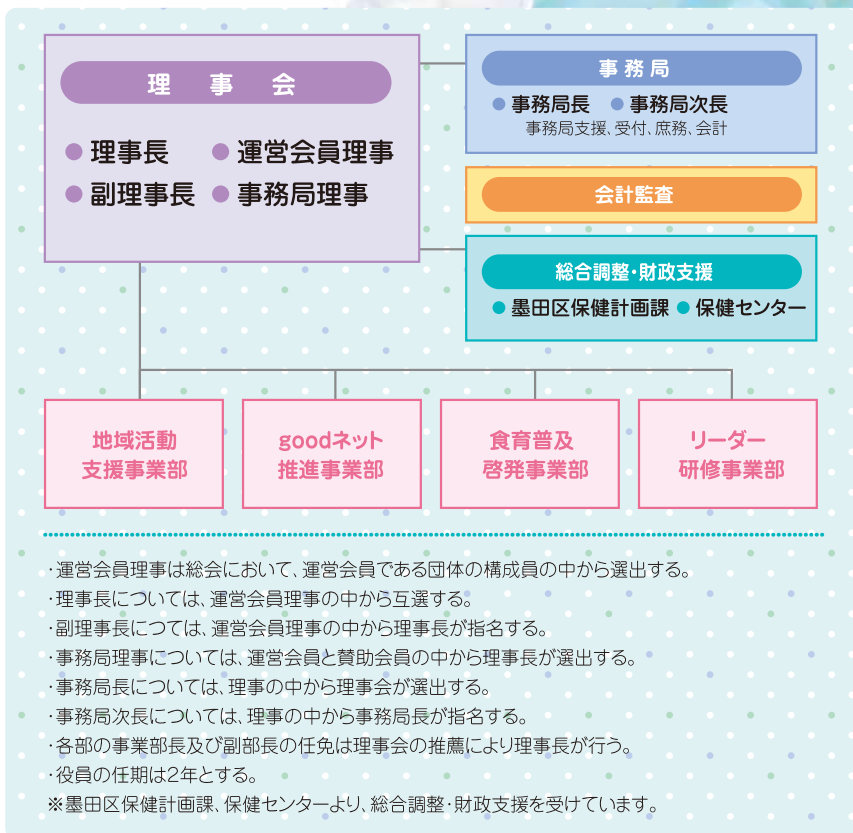 理事会
● 理事長 ● 運営会員理事
● 副理事長 ● 事務局理事
事務局
● 事務局長 ● 事務局次長
事務局支援、受付、庶務、会計
会計監査
総合調整・財政支援
● 墨田区保健計画課 ● 保健センター
地域活動
支援事業部
goodネット
推進事業部
食育普及
啓発事業部
リーダー
研修事業部
・運営会員理事は総会において、運営会員である団体の構成員の中から選出する。
・理事長については、運営会員理事の中から互選する。
・副理事長につては、運営会員理事の中から理事長が指名する。
・事務局理事については、運営会員と賛助会員の中から理事長が選出する。
・事務局長については、理事の中から理事会が選出する。
・事務局次長については、理事の中から事務局長が指名する。
・各部の事業部長及び副部長の任免は理事会の推薦により理事長が行う。
・役員の任期は2年とする。
※墨田区保健計画課、保健センターより、総合調整・財政支援を受けています。